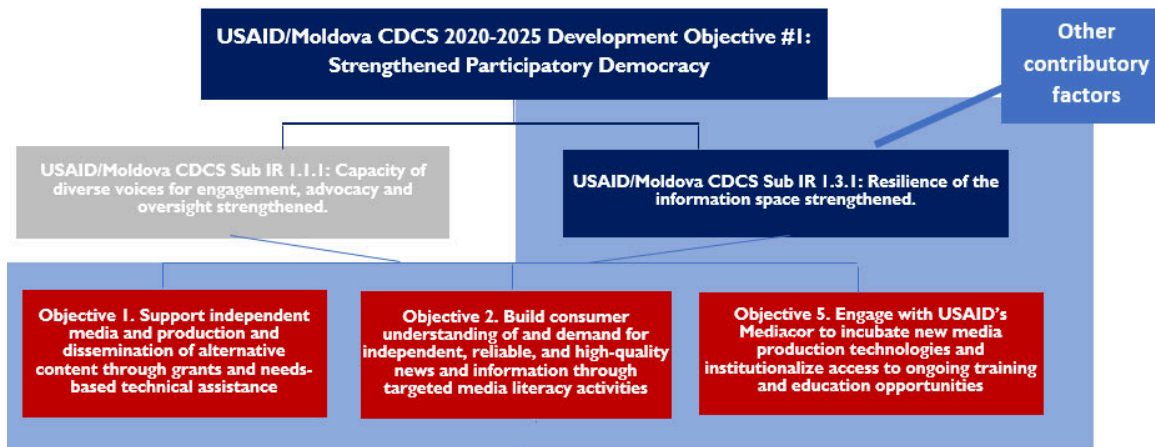 USAID/Moldova CDCS 2020-2025 Development Objective #1:
Strengthened Participatory Democracy
Other
contributory
factors
USAID/Moldova CDCS Sub IR 1.1.1: Capacity of
diverse voices for engagement, advocacy and
oversight strengthened.
USAID/Moldova CDCS Sub IR 1.3.1: Resilience of the
information space strengthened.
Objective 1. Support independent
media and production and
dissemination of alternative
content through grants and needs-
based technical assistance
Objective 2. Build consumer
understanding of and demand for
independent, reliable, and high-quality
news and information through
targeted media literacy activities
Objective 5. Engage with USAID's
Mediacor to incubate new media
production technologies and
institutionalize access to ongoing training
and education opportunities